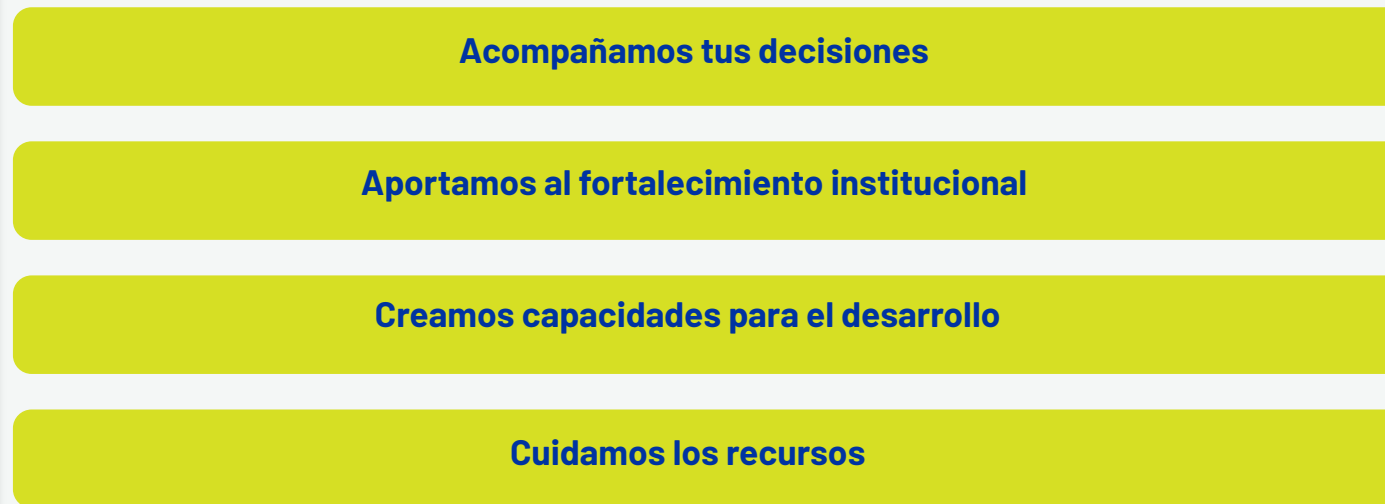 Acompañamos tus decisiones
Aportamos al fortalecimiento institucional
Creamos capacidades para el desarrollo
Cuidamos los recursos